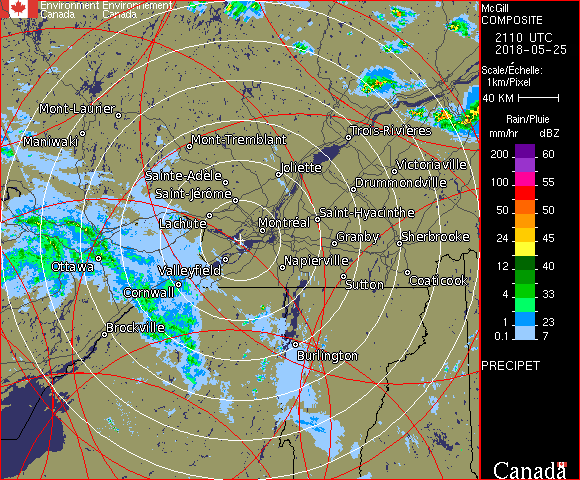 Environment Environnement
Canada Canada
McGill
COMPOSITE
2110 UTC
2018-05-25
Scale/Échelle:
1km/Pixel
40 KM
Rain/Pluie
mm/hr dBZ
200 60
100 55
50 50
24 45
12 40
4 33
1 23
0.1 7
PRECIPET
Canada
Mont-Laurier
Maniwaki
Mont-Tremblant
Trois-Rivières
Sainte-Adèle
Joliette
Victoriaville
Saint-Jérôme
Drummondville
Lachute
Montréal
Saint-Hyacinthe
Granby
Sherbrooke
Ottawa
Valleyfield
Napierville
Cornwall
Sutton
Coaticook
Brockville
Burlington